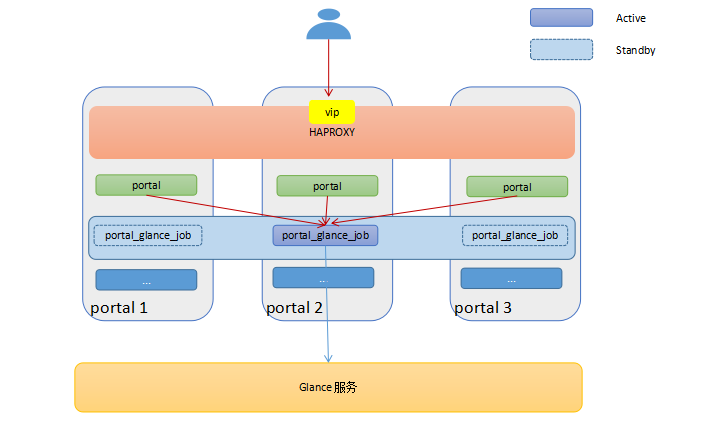 Active
Standby
vip
HAPROXY
portal
portal
portal
portal_glance_job
portal_glance_job
portal_glance_job
...
...
...
portal 1
portal 2
portal 3
Glance 服务